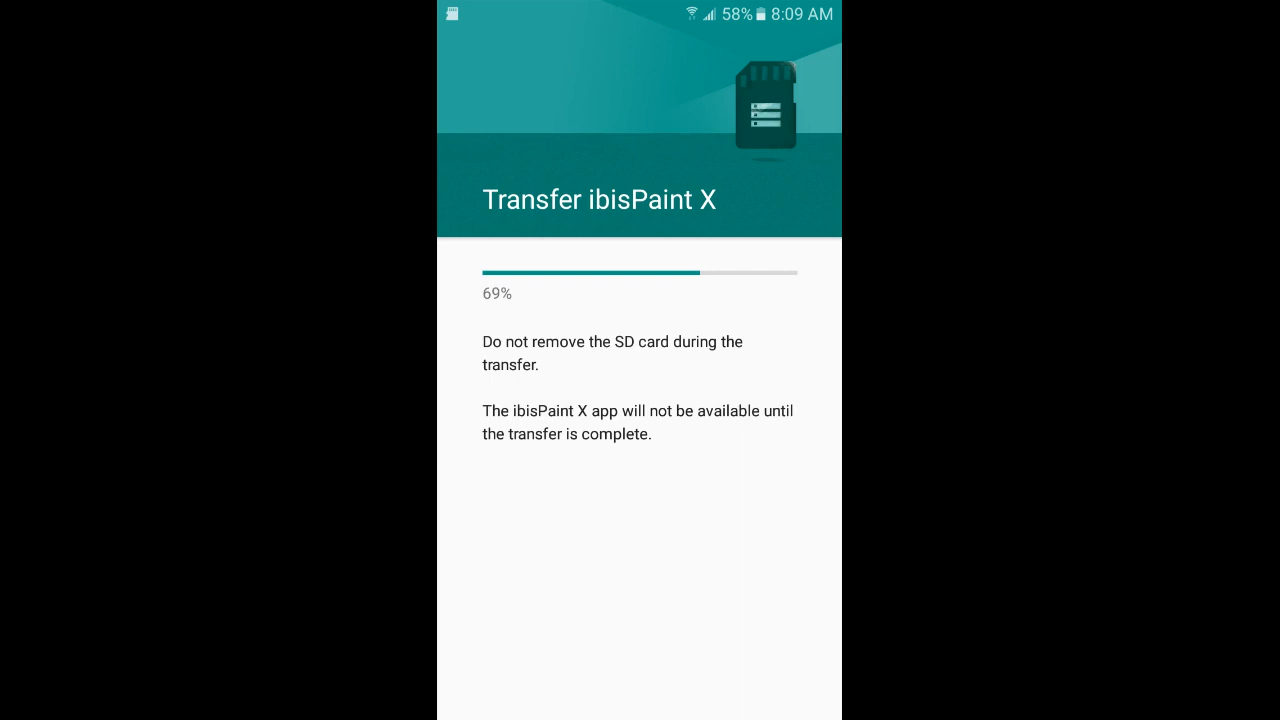 58% 8:09 AM
Transfer ibisPaint X
69%
Do not remove the SD card during the
transfer.
The ibisPaint X app will not be available until
the transfer is complete.